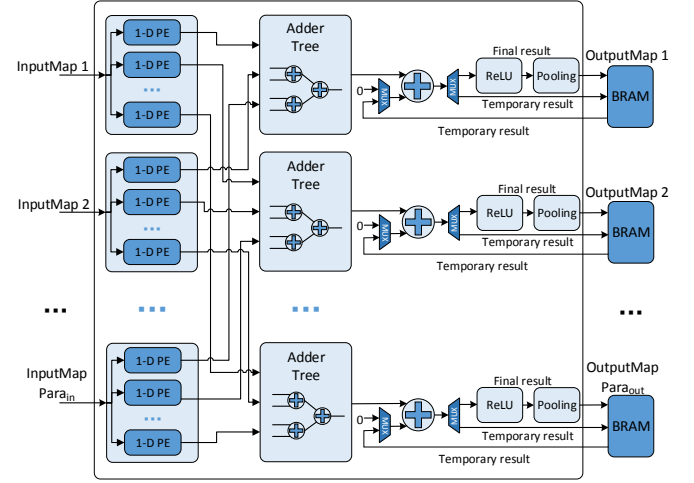 InputMap 1
1-D PE
1-D PE
...
1-D PE
Adder
Tree
0
MUX
MUX
Final result
ReLU
Pooling
Temporary result
Temporary result
OutputMap 1
BRAM
InputMap 2
1-D PE
1-D PE
...
1-D PE
Adder
Tree
0
MUX
MUX
Final result
ReLU
Pooling
Temporary result
Temporary result
OutputMap 2
BRAM
...
...
...
...
InputMap
Para_in
1-D PE
1-D PE
...
1-D PE
Adder
Tree
0
MUX
MUX
Final result
ReLU
Pooling
Temporary result
Temporary result
OutputMap
Para_out
BRAM